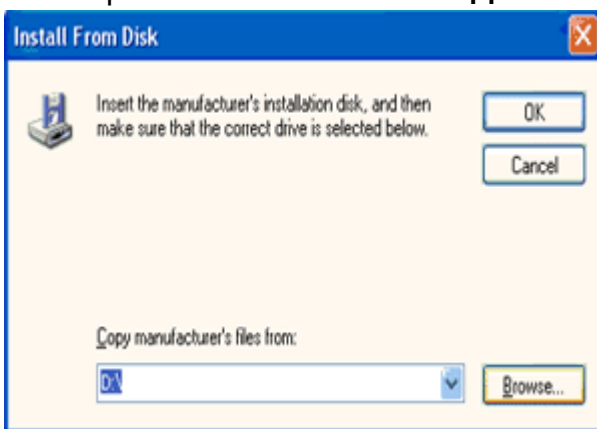 Install From Disk
Insert the manufacturer's installation disk, and then
make sure that the correct drive is selected below.
OK
Cancel
Copy manufacturer's files from:
D:\
Browse...